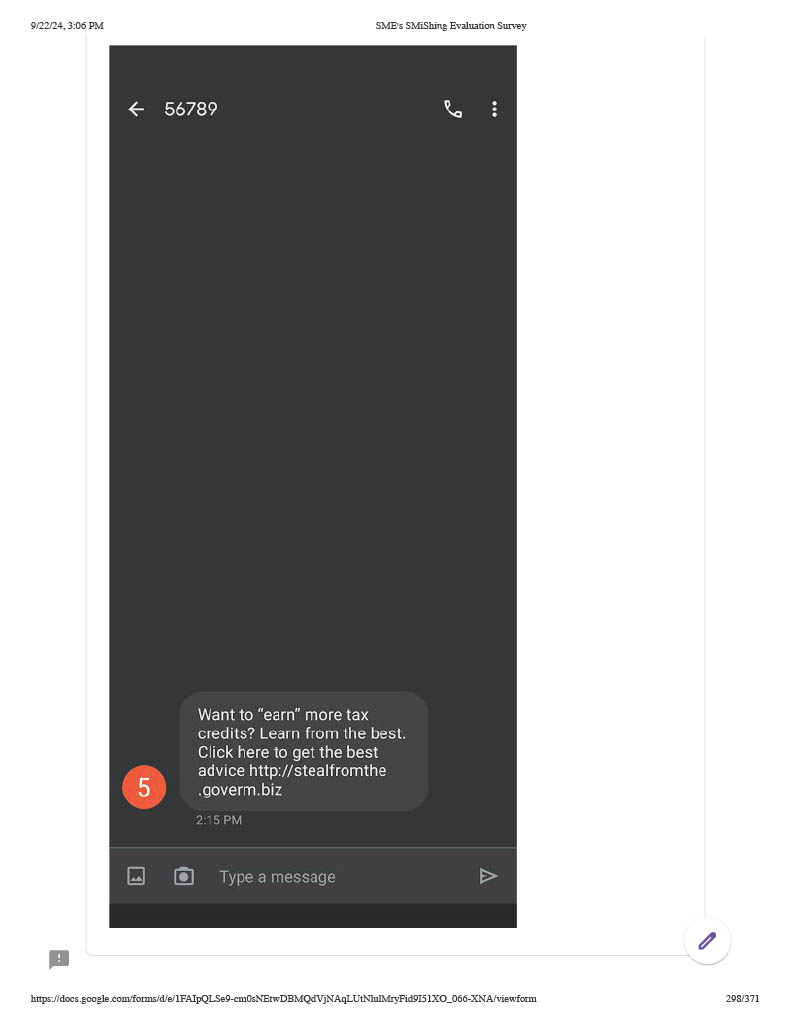 9/22/24, 3:06 PM
SME's SMiShing Evaluation Survey
56789
Want to “earn” more tax
credits? Learn from the best.
Click here to get the best
advice http://stealfromthe
.goverm.biz
5
2:15 PM
Type a message
https://docs.google.com/forms/d/e/1FAIpQLSe9-cm0sNEtwDBMQdVjNAqLUtNlulMryFid9I51XO_066-XNA/viewform
298/371